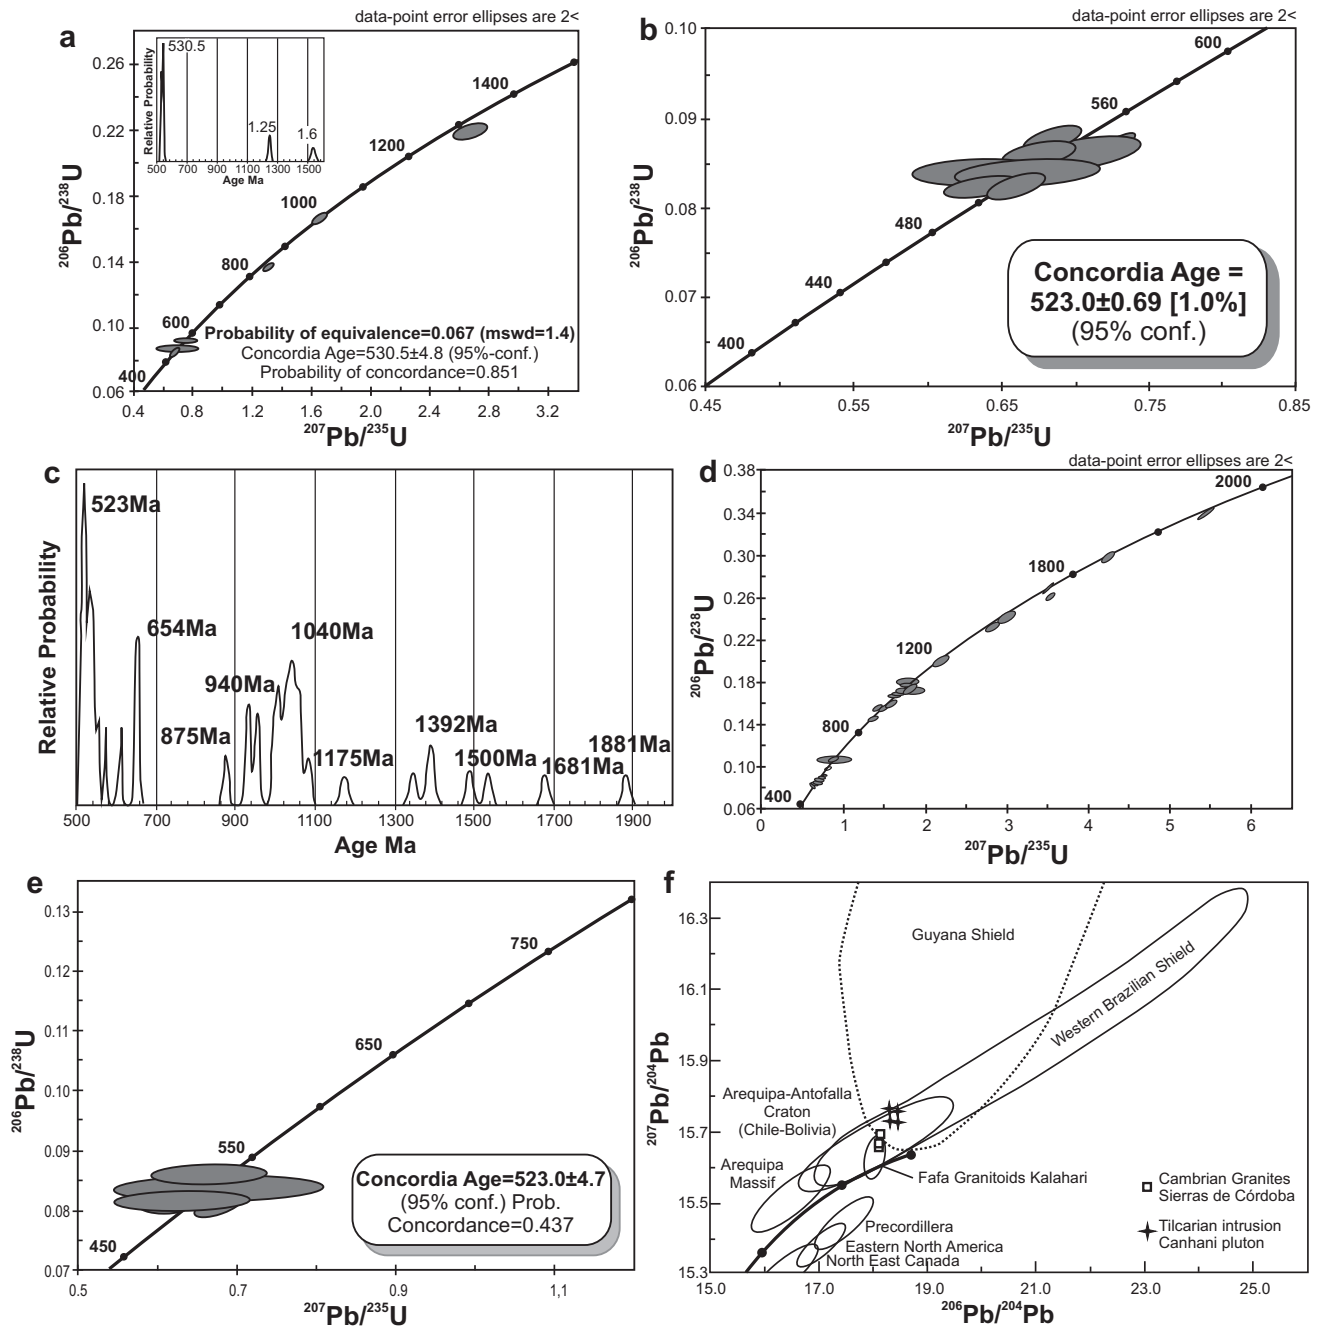 data-point error ellipses are 2<
a
0.26
0.22
0.18
0.14
0.10
0.06
0.4
0.8
1.2
1.6
2.0
2.4
2.8
3.2
206Pb/238U
207Pb/235U
400
600
800
1000
1200
1400
Relative Probability
530.5
1.25
1.6
500 700 900 1100 1300 1500
Age Ma
Probability of equivalence=0.067 (mswd=1.4)
Concordia Age=530.5±4.8 (95%-conf.)
Probability of concordance=0.851
data-point error ellipses are 2<
b
0.10
0.09
0.08
0.07
0.06
0.45
0.55
0.65
0.75
0.85
206Pb/238U
207Pb/235U
400
440
480
560
600
Concordia Age =
523.0±0.69 [1.0%]
(95% conf.)
c
Relative Probability
523Ma
654Ma
875Ma
940Ma
1040Ma
1175Ma
1392Ma
1500Ma
1681Ma
1881Ma
500 700 900 1100 1300 1500 1700 1900
Age Ma
data-point error ellipses are 2<
d
0.38
0.34
0.30
0.26
0.22
0.18
0.14
0.10
0.06
0 1 2 3 4 5 6
206Pb/238U
207Pb/235U
400
800
1200
1800
2000
e
0.13
0.12
0.11
0.10
0.09
0.08
0.07
0.5 0.7 0.9 1,1
206Pb/238U
207Pb/235U
450
550
650
750
Concordia Age=523.0±4.7
(95% conf.) Prob.
Concordance=0.437
f
16.3
16.1
15.9
15.7
15.5
15.3
15.0 17.0 19.0 21.0 23.0 25.0
207Pb/204Pb
206Pb/204Pb
Guyana Shield
Western Brazilian Shield
Arequipa-Antofalla
Craton
(Chile-Bolivia)
Arequipa
Massif
Fafa Granitoids Kalahari
Precordillera
Eastern North America
North East Canada
Cambrian Granites
Sierras de Córdoba
Tilcarian intrusion
Canhani pluton